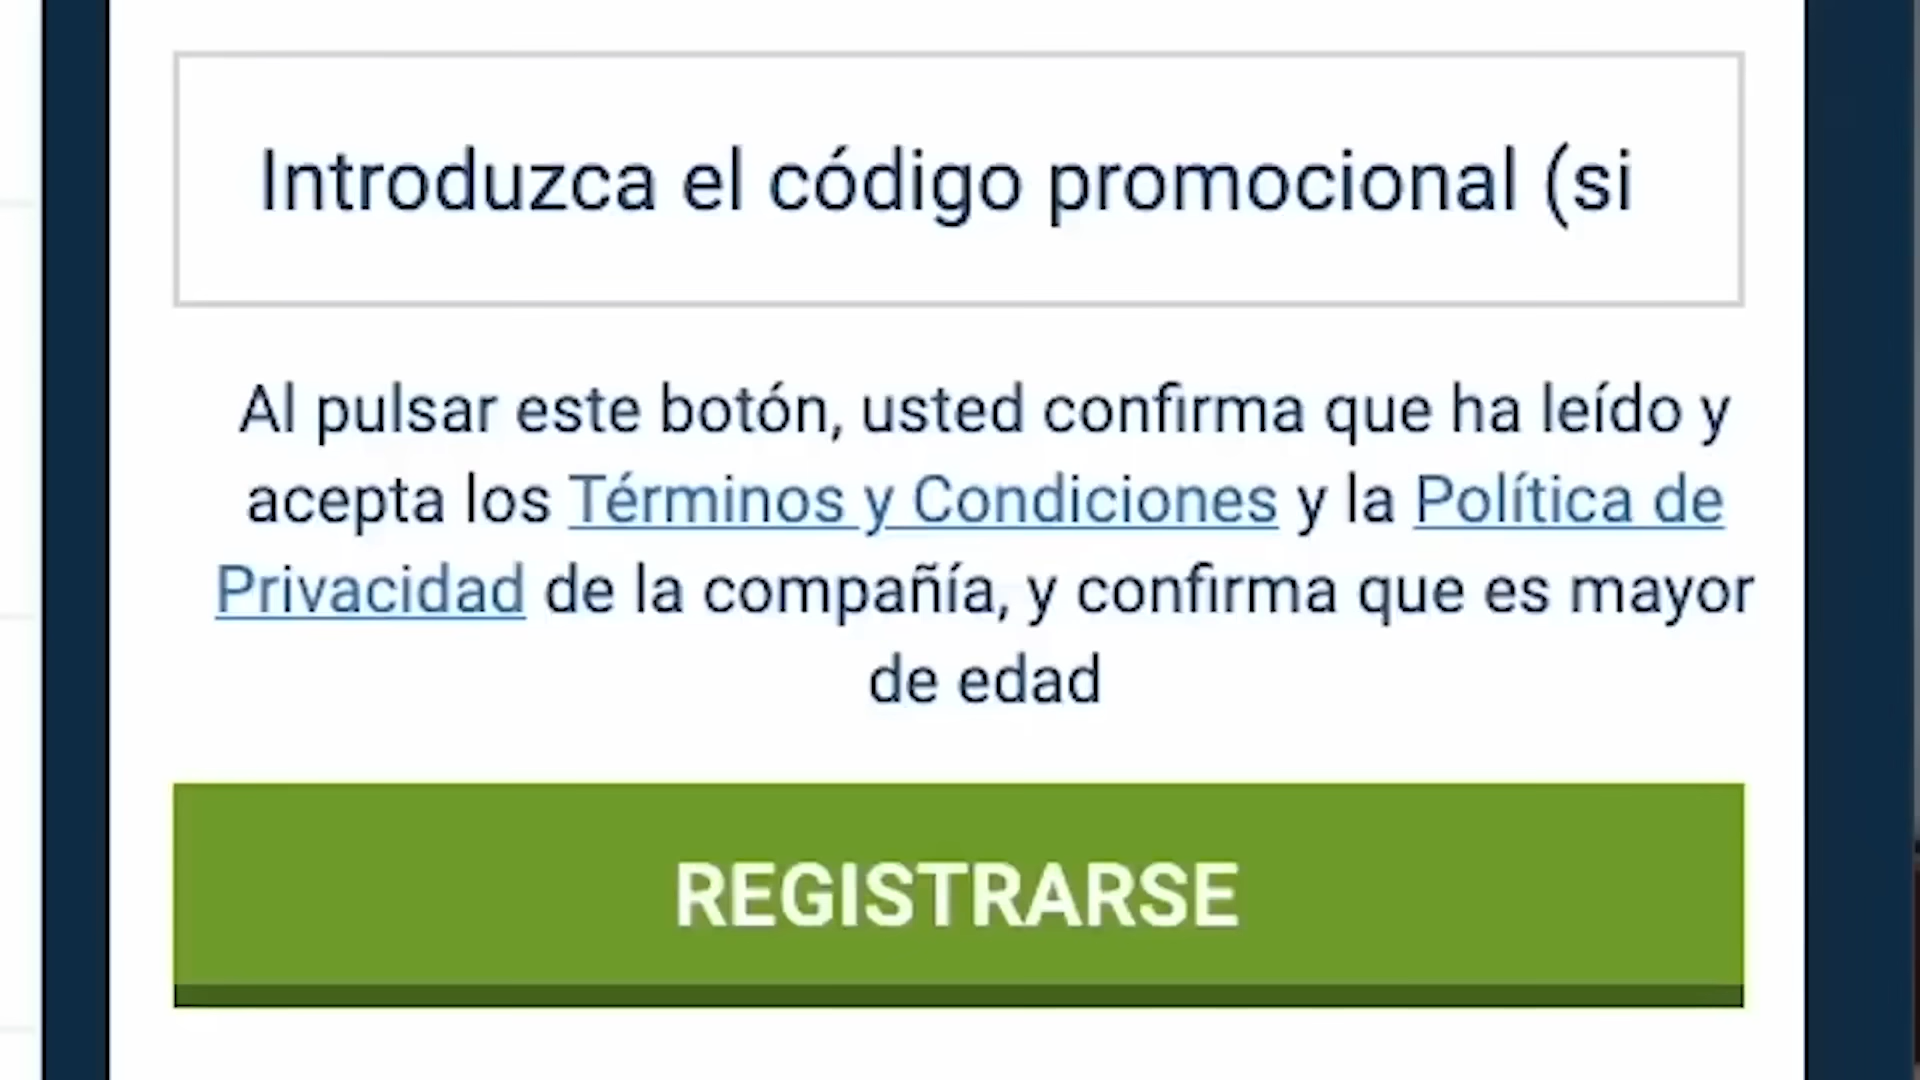 Introduzca el código promocional (si
Al pulsar este botón, usted confirma que ha leído y
acepta los Términos y Condiciones y la Política de
Privacidad de la compañía, y confirma que es mayor
de edad
REGISTRARSE